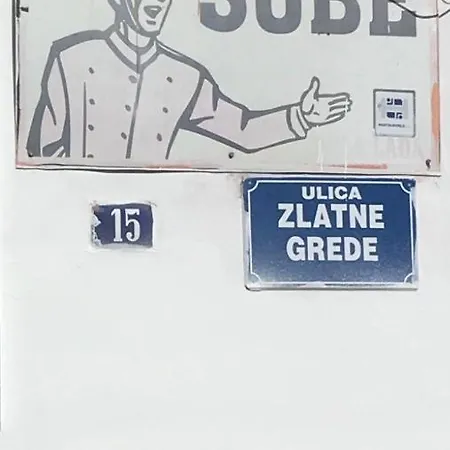 SOBE
15
ULICA
ZLATNE
GREDE